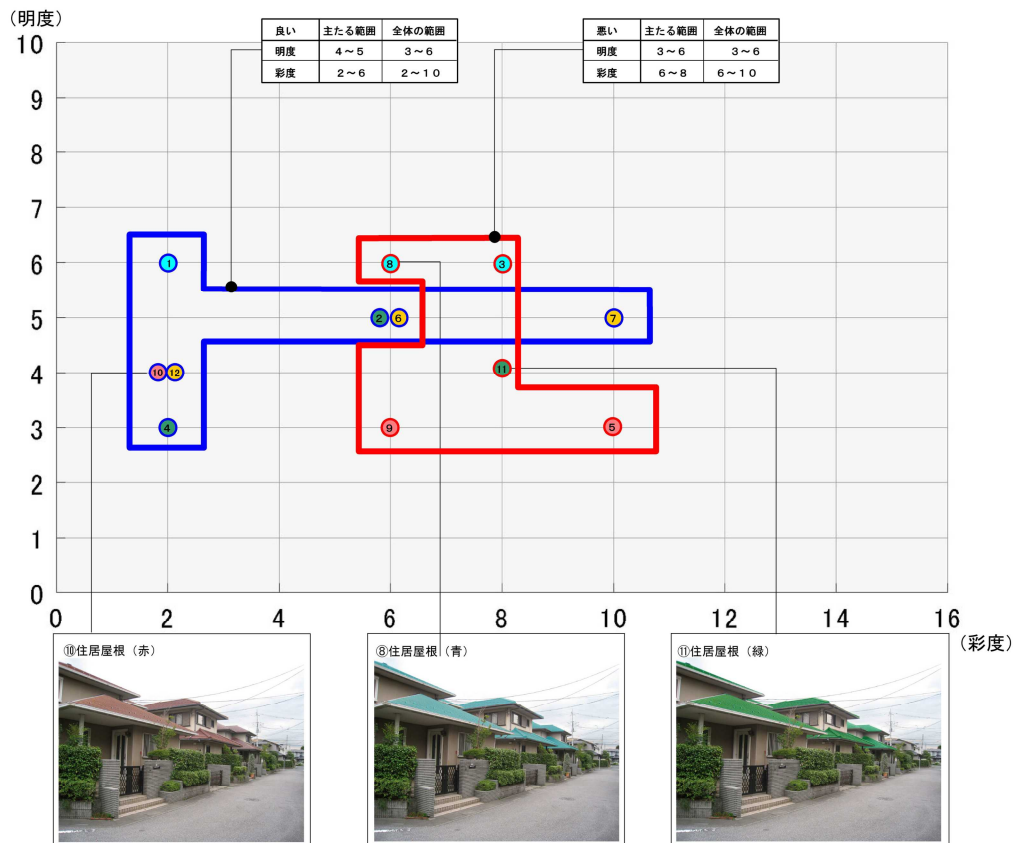 (明度)
良い 主たる範囲 全体の範囲
明度 4～5 3～6
彩度 2～6 2～10
悪い 主たる範囲 全体の範囲
明度 3～6 3～6
彩度 6～8 6～10
10
9
8
7
6
5
4
3
2
1
0
1
8
3
2
6
7
10
12
11
4
9
5
0 2 4 6 8 10 12 14 16
(彩度)
⑩住居屋根（赤）
⑧住居屋根（青）
⑪住居屋根（緑）